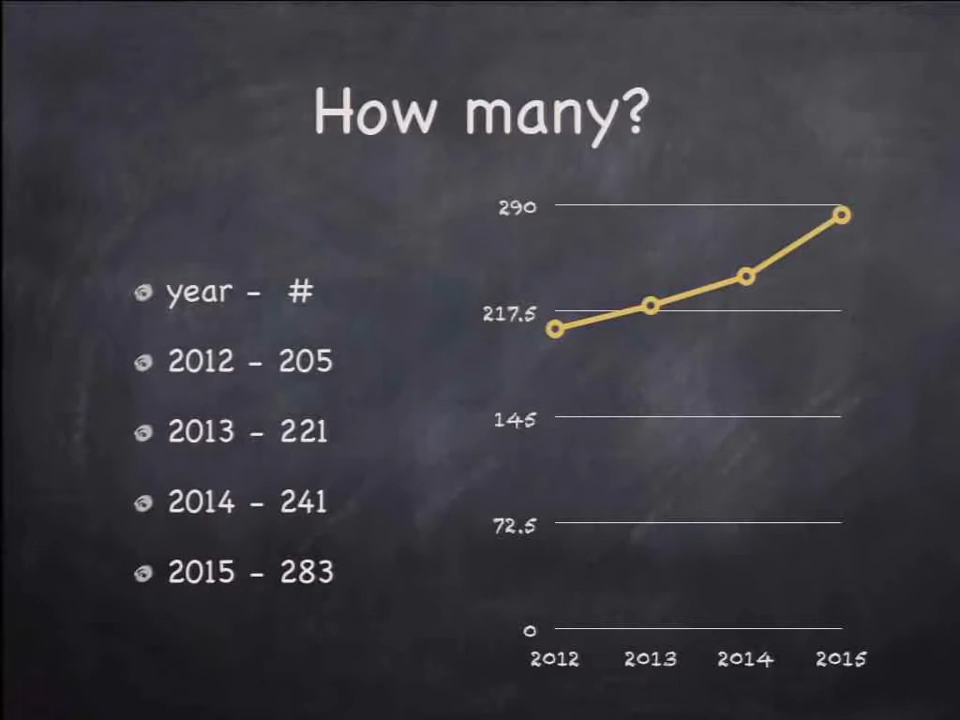 How many?
year - #
2012 - 205
2013 - 221
2014 - 241
2015 - 283
290
217.5
145
72.5
0
2012 2013 2014 2015